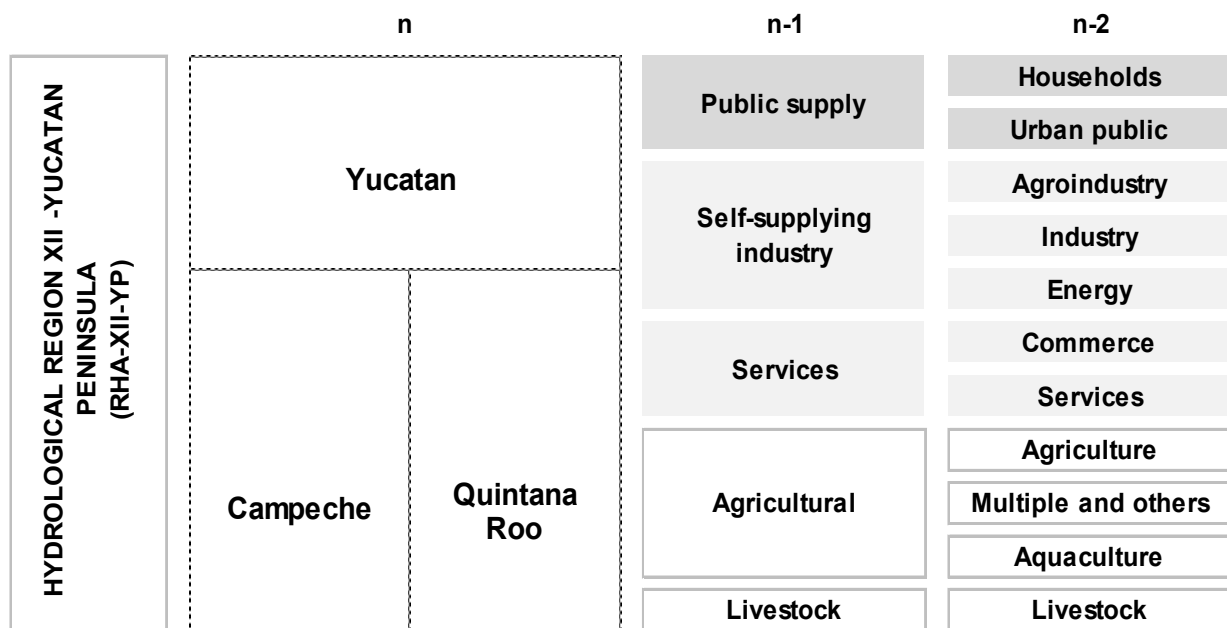 n
n-1
n-2
HYDROLOGICAL REGION XII -YUCATAN
PENINSULA
(RHA-XII-YP)
Yucatan
Campeche
Quintana
Roo
Public supply
Self-supplying
industry
Services
Agricultural
Livestock
Households
Urban public
Agroindustry
Industry
Energy
Commerce
Services
Agriculture
Multiple and others
Aquaculture
Livestock